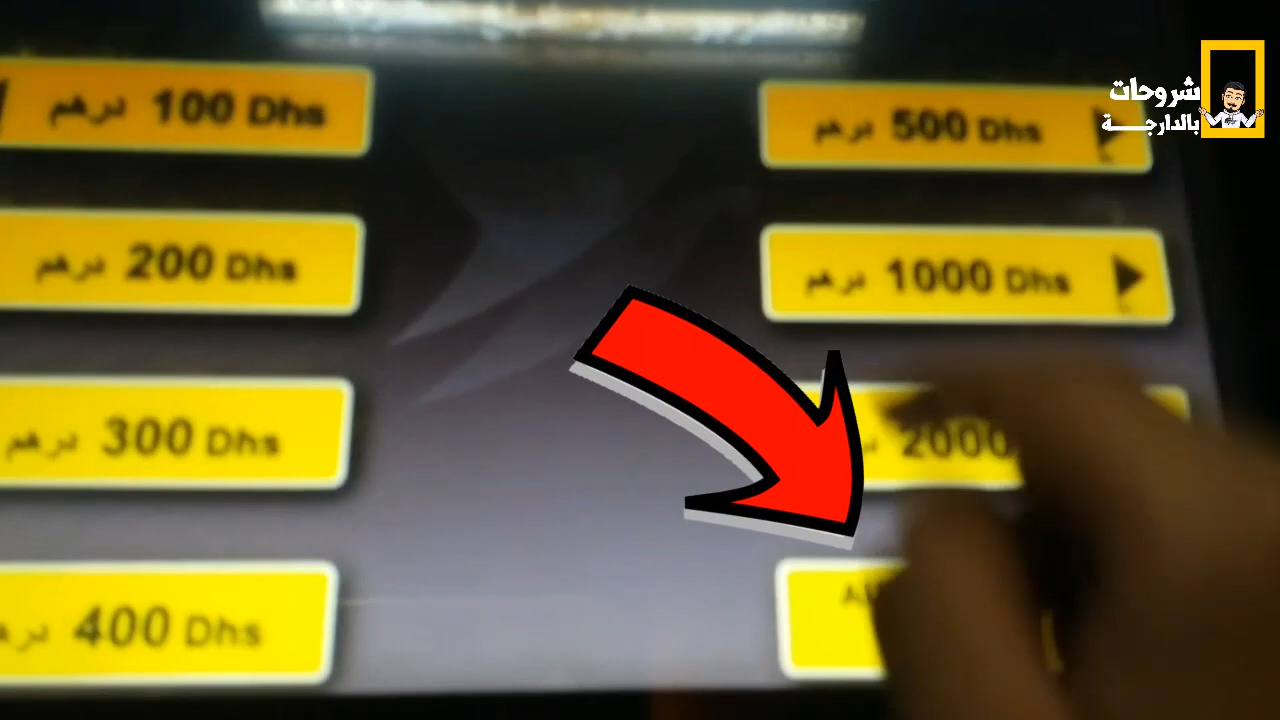 شروحات
بالدارجة
100 Dhs درهم
500 Dhs درهم
200 Dhs درهم
1000 Dhs درهم
300 Dhs درهم
2000
400 Dhs درهم